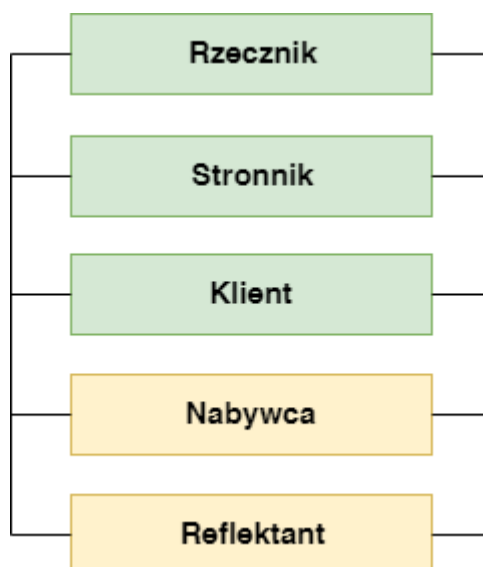 Rzecznik
Stronnik
Klient
Nabywca
Reflektant